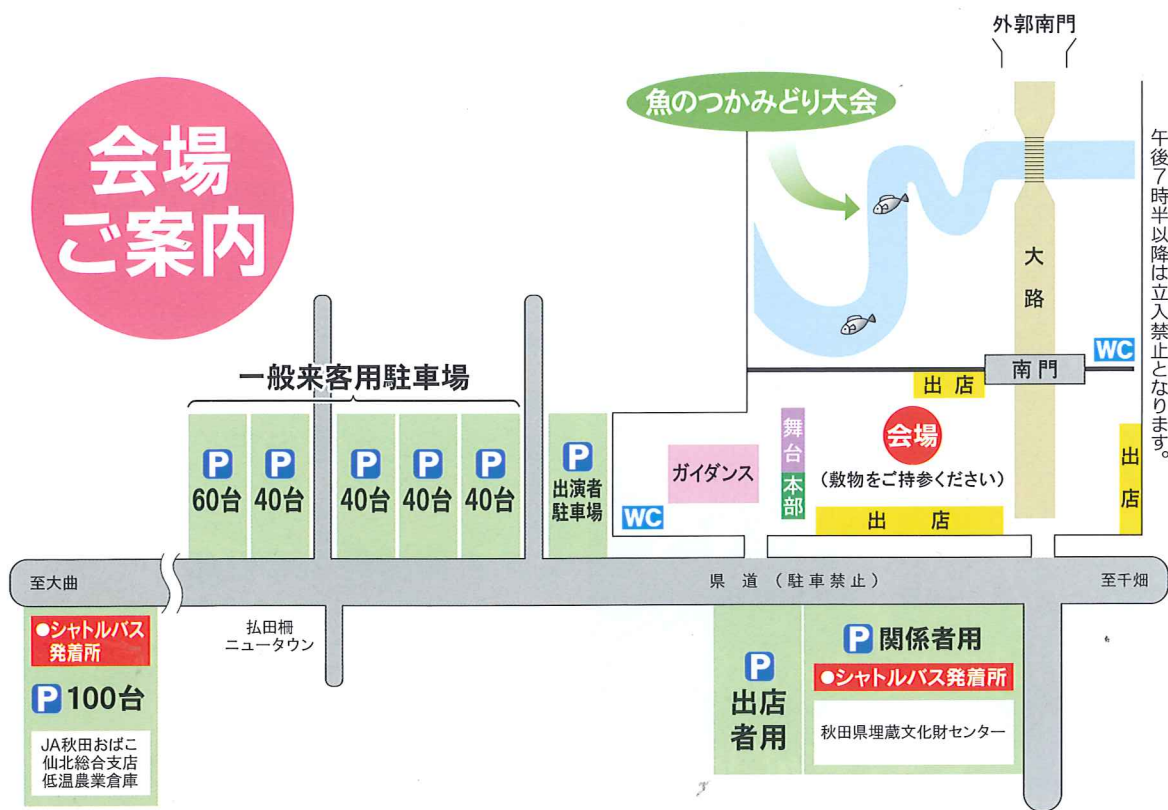 会場
ご案内
外郭南門
魚のつかみどり大会
午後7時半以降は立入禁止となります。
大路
WC
南門
出店
一般来客用駐車場
P
60台
P
40台
P
40台
P
40台
P
40台
P
出演者
駐車場
WC
ガイダンス
舞台
本部
会場
(敷物をご持参ください)
出店
出店
至大曲
県道(駐車禁止)
至千畑
払田柵
ニュータウン
●シャトルバス
発着所
P 100台
JA秋田おばこ
仙北総合支店
低温農業倉庫
P
出店
者用
P 関係者用
●シャトルバス発着所
秋田県埋蔵文化財センター